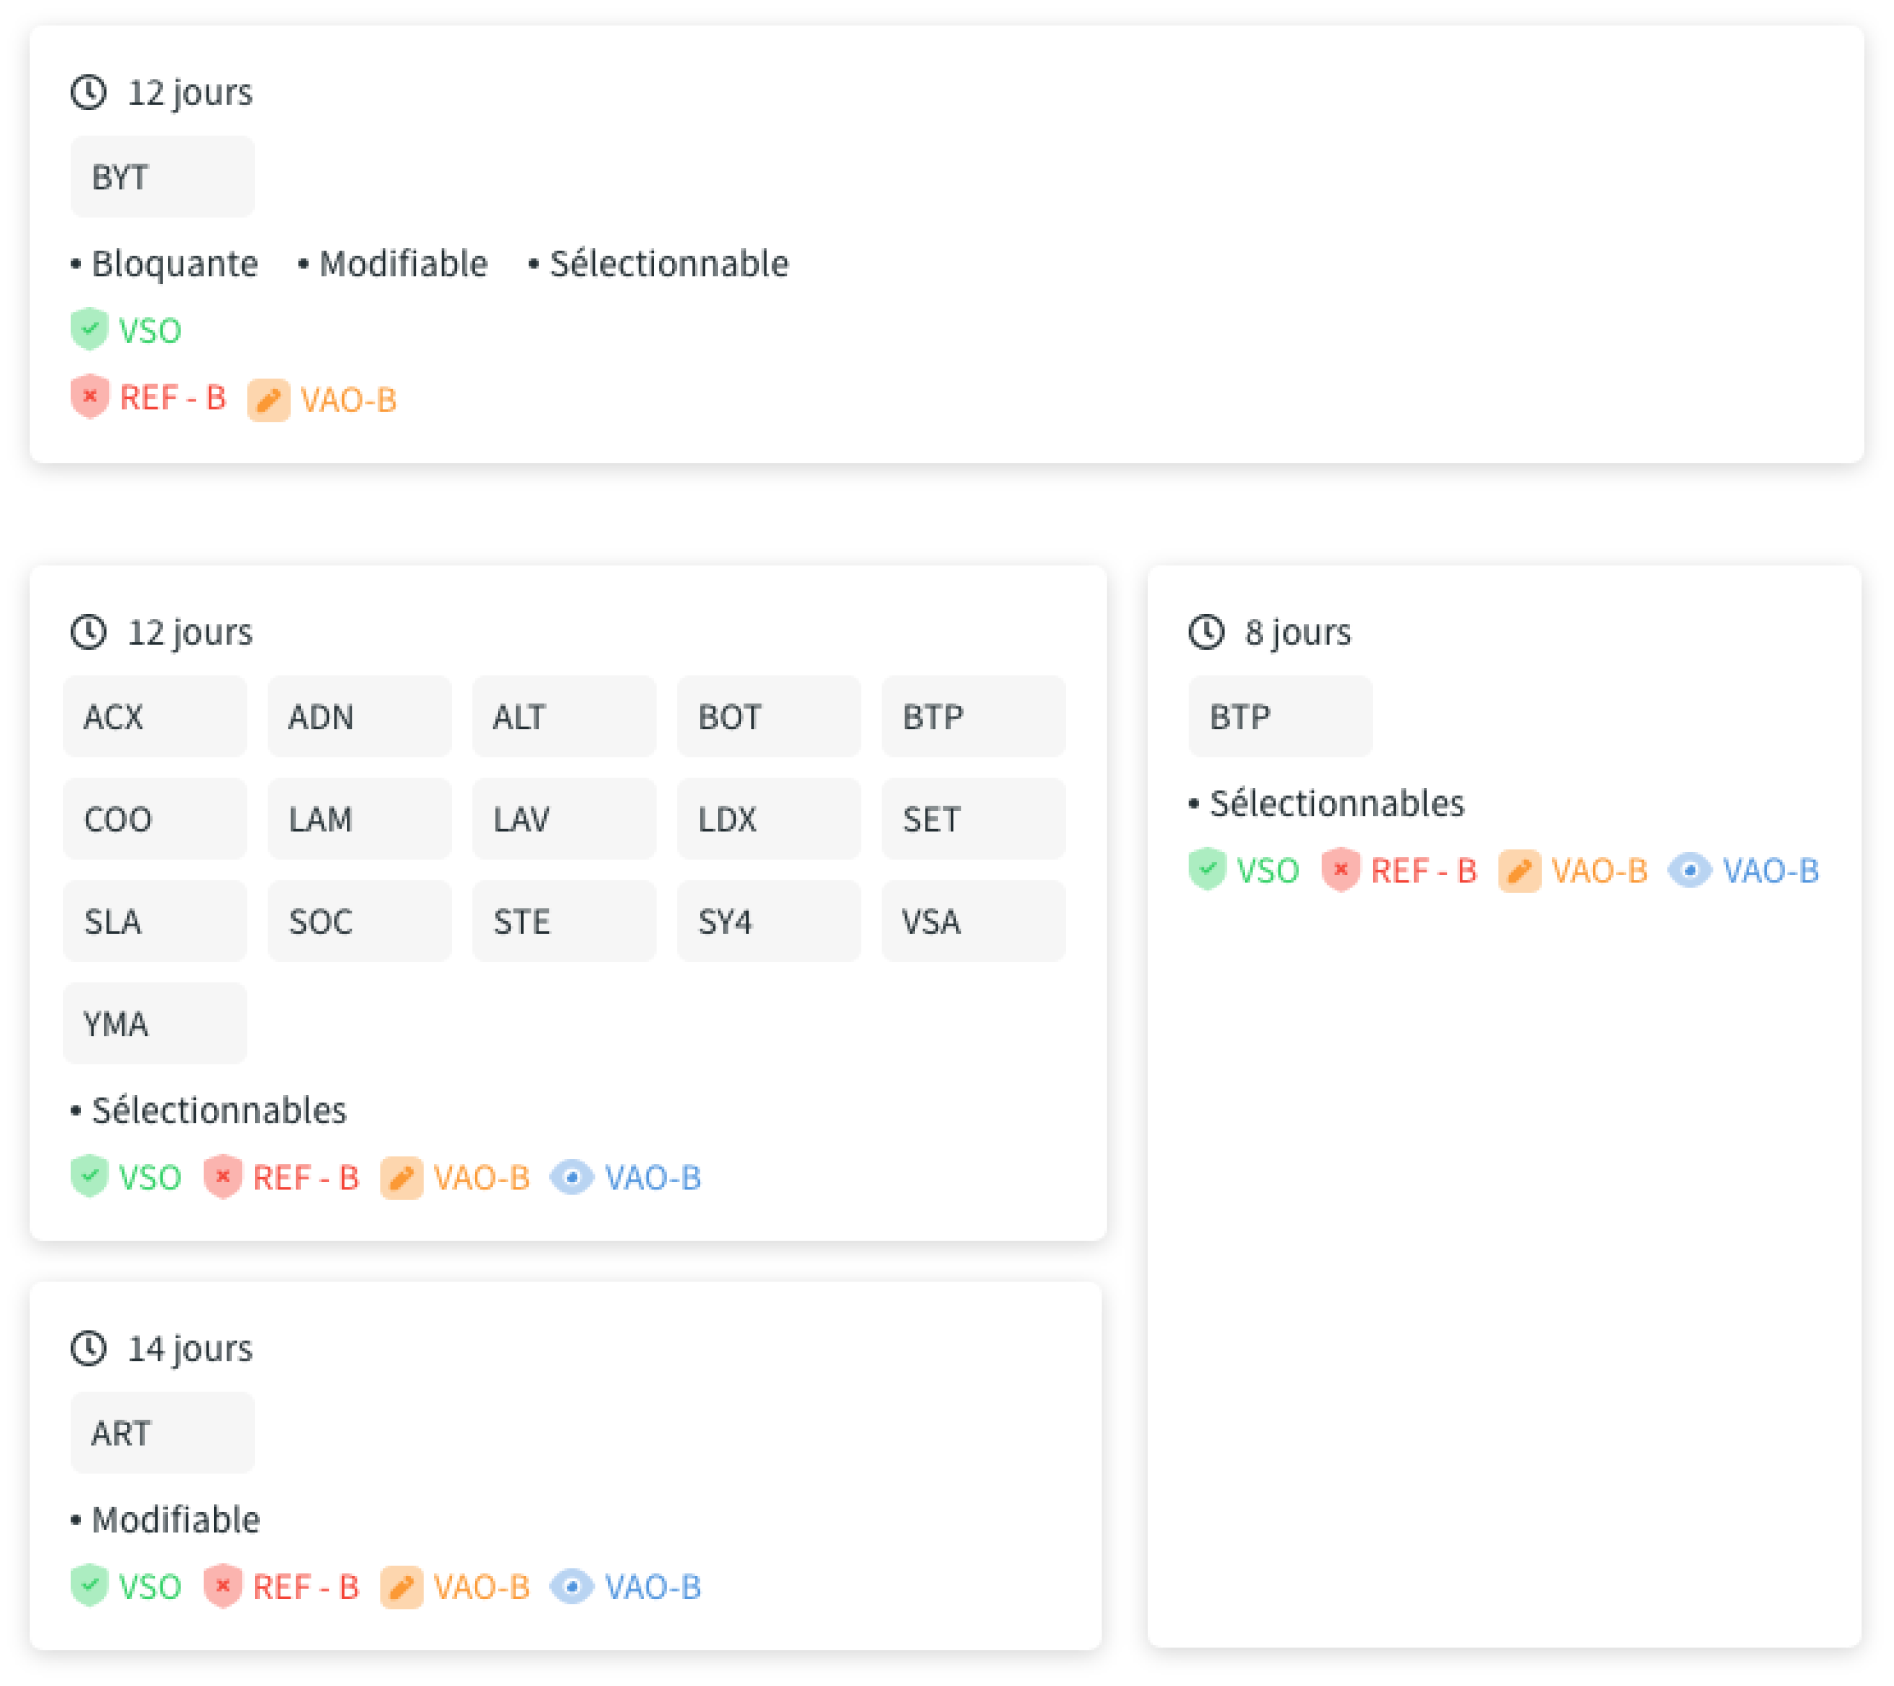 12 jours
BYT
• Bloquante • Modifiable • Sélectionnable
VSO
REF - B VAO-B
12 jours
ACX ADN ALT BOT BTP
COO LAM LAV LDX SET
SLA SOC STE SY4 VSA
YMA
• Sélectionnables
VSO REF - B VAO-B VAO-B
8 jours
BTP
• Sélectionnables
VSO REF - B VAO-B VAO-B
14 jours
ART
• Modifiable
VSO REF - B VAO-B VAO-B